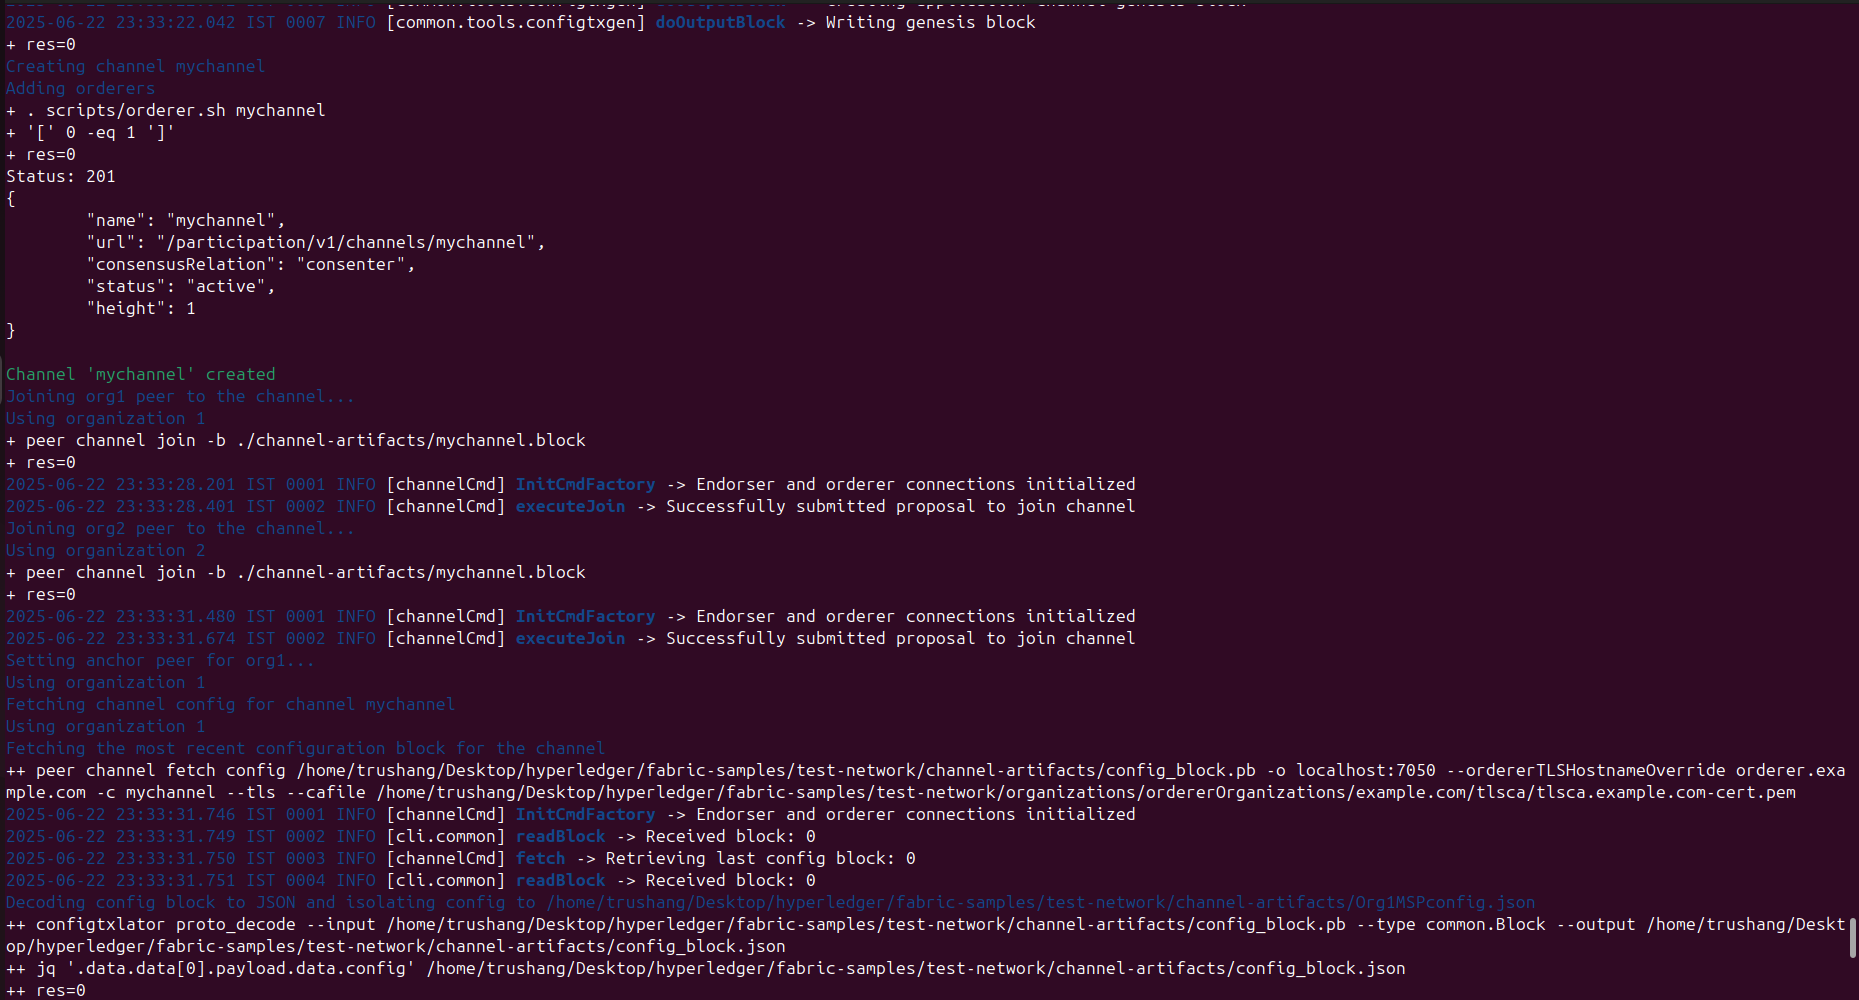 2025-06-22 23:33:22.042 IST 0007 INFO [common.tools.configtxgen] doOutputBlock -> Writing genesis block
+ res=0
Creating channel mychannel
Adding orderers
+ . scripts/orderer.sh mychannel
+ '[' 0 -eq 1 ']'
+ res=0
Status: 201
{
        "name": "mychannel",
        "url": "/participation/v1/channels/mychannel",
        "consensusRelation": "consenter",
        "status": "active",
        "height": 1
}
Channel 'mychannel' created
Joining org1 peer to the channel...
Using organization 1
+ peer channel join -b ./channel-artifacts/mychannel.block
+ res=0
2025-06-22 23:33:28.201 IST 0001 INFO [channelCmd] InitCmdFactory -> Endorser and orderer connections initialized
2025-06-22 23:33:28.401 IST 0002 INFO [channelCmd] executeJoin -> Successfully submitted proposal to join channel
Joining org2 peer to the channel...
Using organization 2
+ peer channel join -b ./channel-artifacts/mychannel.block
+ res=0
2025-06-22 23:33:31.480 IST 0001 INFO [channelCmd] InitCmdFactory -> Endorser and orderer connections initialized
2025-06-22 23:33:31.674 IST 0002 INFO [channelCmd] executeJoin -> Successfully submitted proposal to join channel
Setting anchor peer for org1...
Using organization 1
Fetching channel config for channel mychannel
Using organization 1
Fetching the most recent configuration block for the channel
++ peer channel fetch config /home/trushang/Desktop/hyperledger/fabric-samples/test-network/channel-artifacts/config_block.pb -o localhost:7050 --ordererTLSHostnameOverride orderer.exa
mple.com -c mychannel --tls --cafile /home/trushang/Desktop/hyperledger/fabric-samples/test-network/organizations/ordererOrganizations/example.com/tlsca/tlsca.example.com-cert.pem
2025-06-22 23:33:31.746 IST 0001 INFO [channelCmd] InitCmdFactory -> Endorser and orderer connections initialized
2025-06-22 23:33:31.749 IST 0002 INFO [cli.common] readBlock -> Received block: 0
2025-06-22 23:33:31.750 IST 0003 INFO [channelCmd] fetch -> Retrieving last config block: 0
2025-06-22 23:33:31.751 IST 0004 INFO [cli.common] readBlock -> Received block: 0
Decoding config block to JSON and isolating config to /home/trushang/Desktop/hyperledger/fabric-samples/test-network/channel-artifacts/Org1MSPconfig.json
++ configtxlator proto_decode --input /home/trushang/Desktop/hyperledger/fabric-samples/test-network/channel-artifacts/config_block.pb --type common.Block --output /home/trushang/Deskt
op/hyperledger/fabric-samples/test-network/channel-artifacts/config_block.json
++ jq '.data.data[0].payload.data.config' /home/trushang/Desktop/hyperledger/fabric-samples/test-network/channel-artifacts/config_block.json
++ res=0